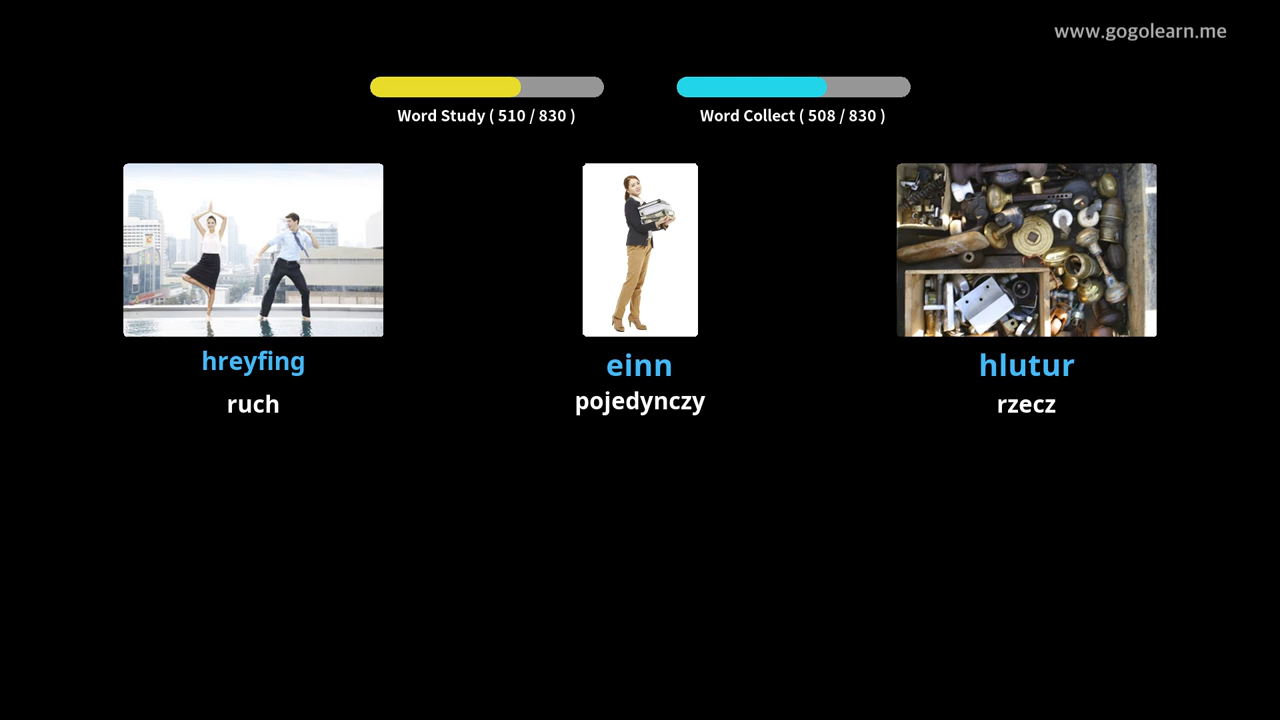 www.gogolearn.me
Word Study ( 510 / 830 )
Word Collect ( 508 / 830 )
hreyfing
ruch
einn
pojedynczy
hlutur
rzecz